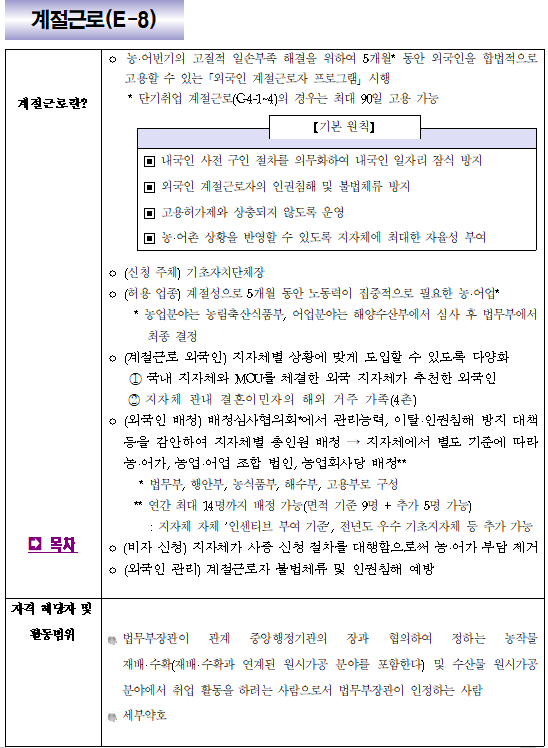 계절근로(E-8)
계절근로란?
○ 농·어번기의 고질적 일손부족 해결을 위하여 5개월* 동안 외국인을 합법적으로
고용할 수 있는「외국인 계절근로자 프로그램」시행
* 단기취업 계절근로(C-4-1~4)의 경우는 최대 90일 고용 가능
【기본 원칙】
▣ 내국인 사전 구인 절차를 의무화하여 내국인 일자리 잠식 방지
▣ 외국인 계절근로자의 인권침해 및 불법체류 방지
▣ 고용허가제와 상충되지 않도록 운영
▣ 농·어촌 상황을 반영할 수 있도록 지자체에 최대한 자율성 부여
○ (신청 주체) 기초자치단체장
○ (허용 업종) 계절성으로 5개월 동안 노동력이 집중적으로 필요한 농·어업*
* 농업분야는 농림축산식품부, 어업분야는 해양수산부에서 심사 후 법무부에서
최종 결정
○ (계절근로 외국인) 지자체별 상황에 맞게 도입할 수 있도록 다양화
① 국내 지자체와 MOU를 체결한 외국 지자체가 추천한 외국인
② 지자체 관내 결혼이민자의 해외 거주 가족(4촌)
○ (외국인 배정) 배정심사협의회*에서 관리능력, 이탈·인권침해 방지 대책
등을 감안하여 지자체별 총인원 배정 → 지자체에서 별도 기준에 따라
농·어가, 농업·어업 조합 법인, 농업회사당 배정**
* 법무부, 행안부, 농식품부, 해수부, 고용부로 구성
** 연간 최대 14명까지 배정 가능(면적 기준 9명 + 추가 5명 가능)
: 지자체 자체 '인센티브 부여 기준', 전년도 우수 기초지자체 등 추가 가능
➲ 목차
○ (비자 신청) 지자체가 사증 신청 절차를 대행함으로써 농·어가 부담 제거
○ (외국인 관리) 계절근로자 불법체류 및 인권침해 예방
자격 해당자 및
활동범위
법무부장관이 관계 중앙행정기관의 장과 협의하여 정하는 농작물
재배·수확(재배·수확과 연계된 원시가공 분야를 포함한다) 및 수산물 원시가공
분야에서 취업 활동을 하려는 사람으로서 법무부장관이 인정하는 사람
세부약호